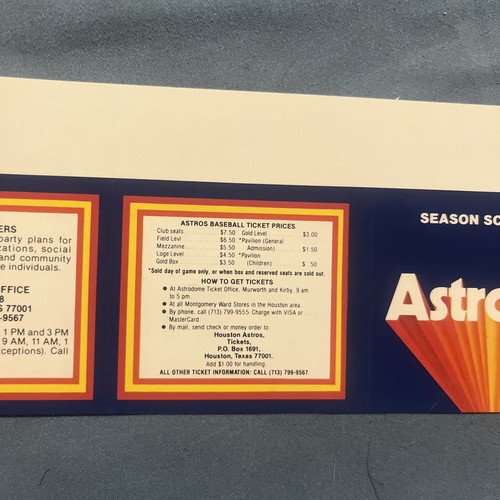 ERS
party plans for
zations, social
and community
e individuals.
OFFICE
8
S 77001
-9567
1 PM and 3 PM
9 AM, 11 AM, 1
xceptions). Call
ASTROS BASEBALL TICKET PRICES
Club seats $7.50 Gold Level $3.00
Field Levl $6.50 *Pavilion (General
Mezzanine $5.50 Admission) $1.50
Loge Level $4.50 *Pavilion
Gold Box $3.50 (Children) $ .50
*Sold day of game only, or when box and reserved seats are sold out.
HOW TO GET TICKETS
● At Astrodome Ticket Office. Murworth and Kirby. 9 am
to 5 pm.
● At all Montgomery Ward Stores in the Houston area.
● By phone. call (713) 799-9555 Charge with VISA or
MasterCard.
● By mail, send check or money order to
Houston Astros,
Tickets,
P.O. Box 1691,
Houston, Texas 77001.
Add $1.00 for handling.
ALL OTHER TICKET INFORMATION: CALL (713) 799-9567.
SEASON SC
Astro